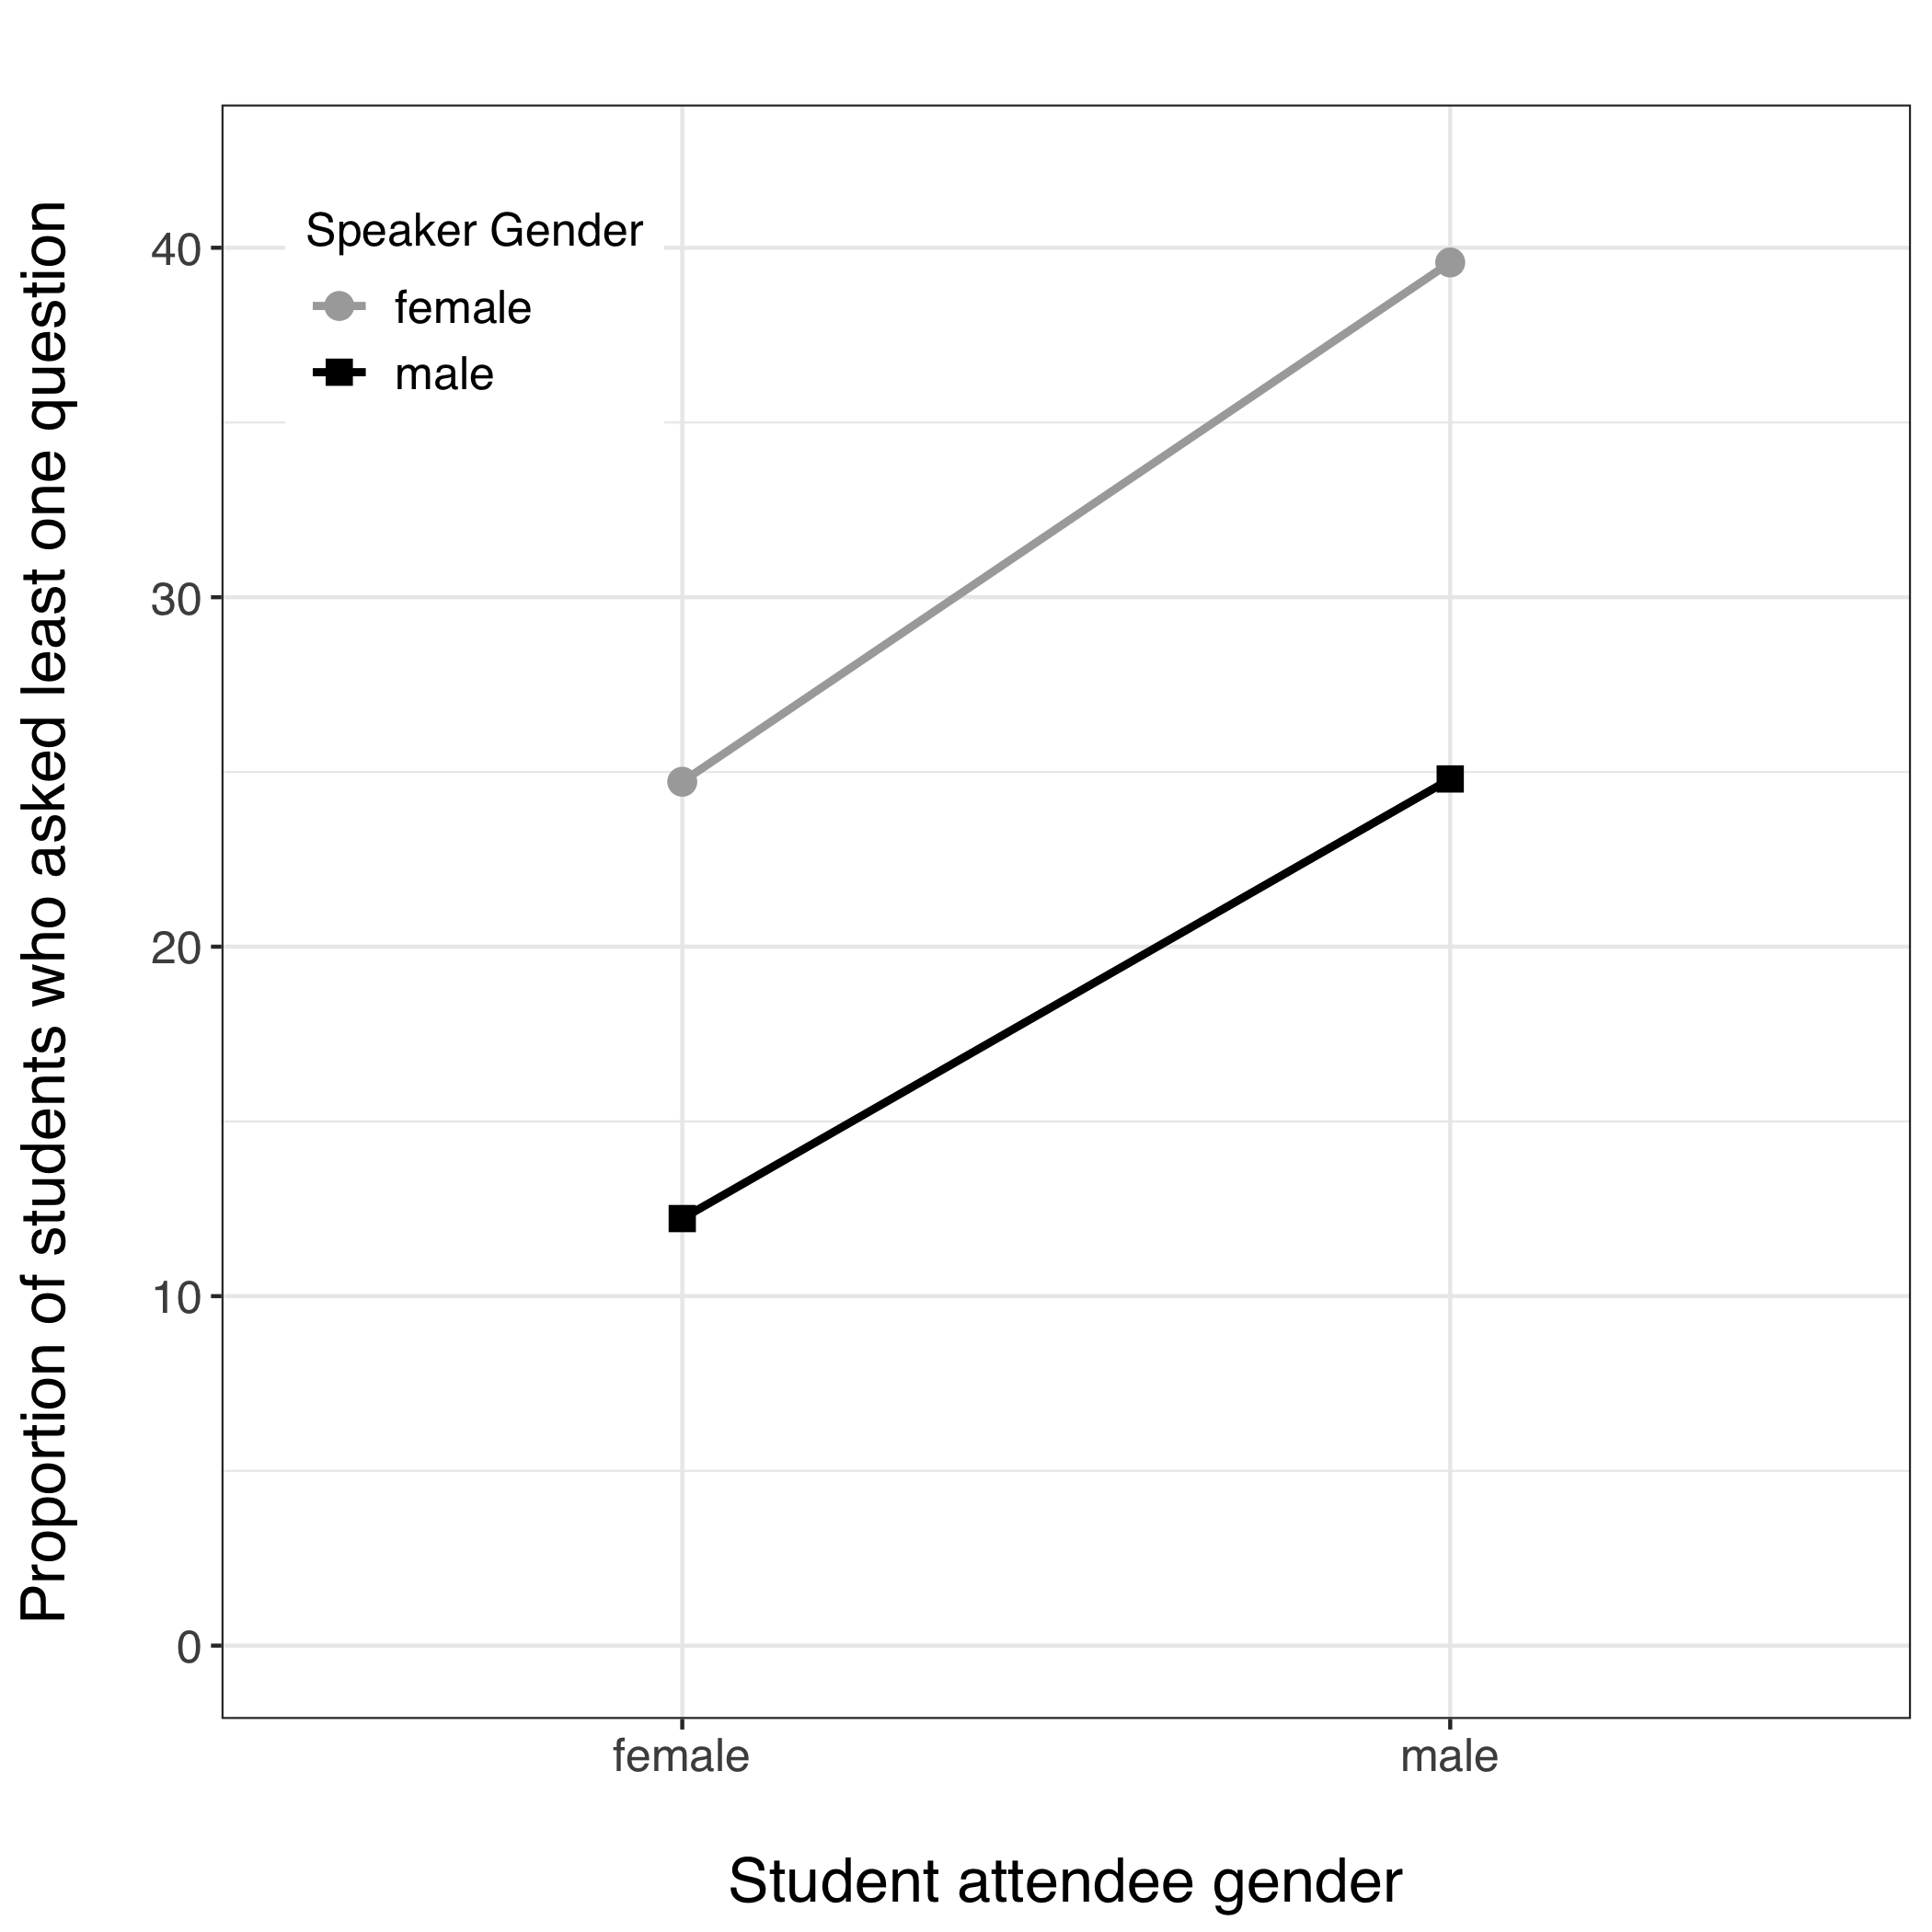 Proportion of students who asked least one question
40
30
20
10
0
Speaker Gender
female
male
female
male
Student attendee gender